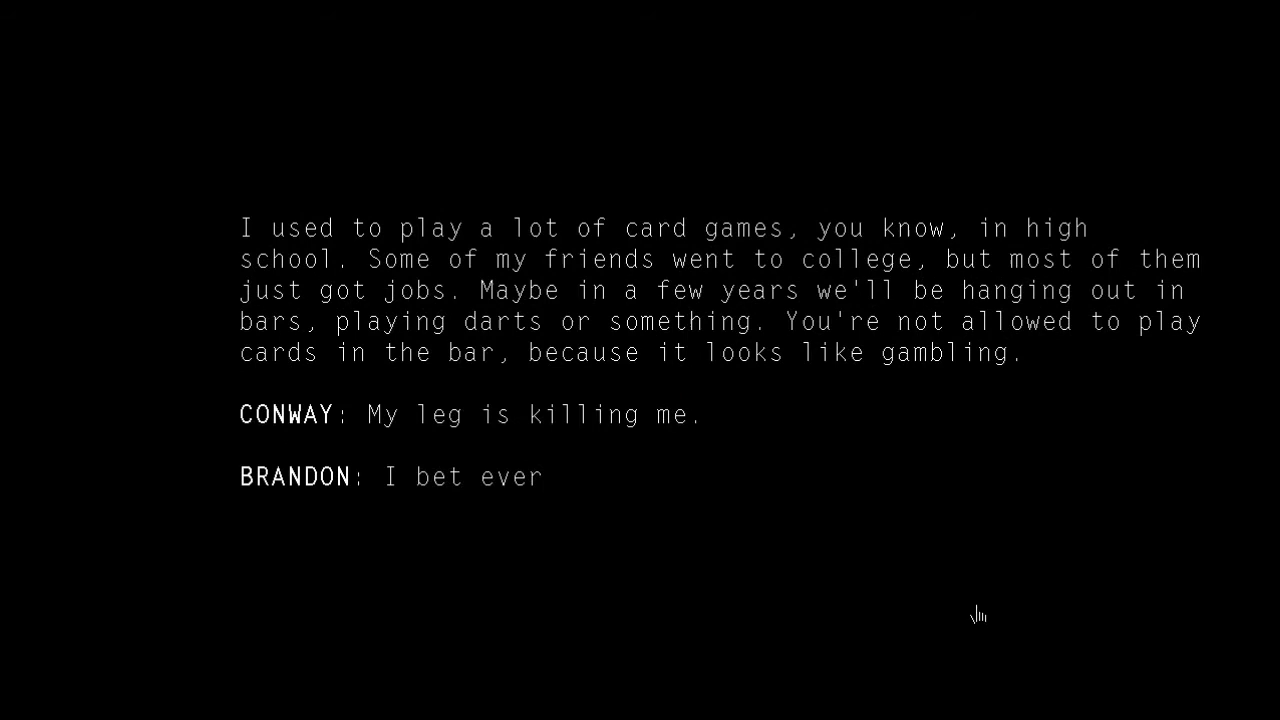 I used to play a lot of card games, you know, in high
school. Some of my friends went to college, but most of them
just got jobs. Maybe in a few years we'll be hanging out in
bars, playing darts or something. You're not allowed to play
cards in the bar, because it looks like gambling.
CONWAY: My leg is killing me.
BRANDON: I bet ever